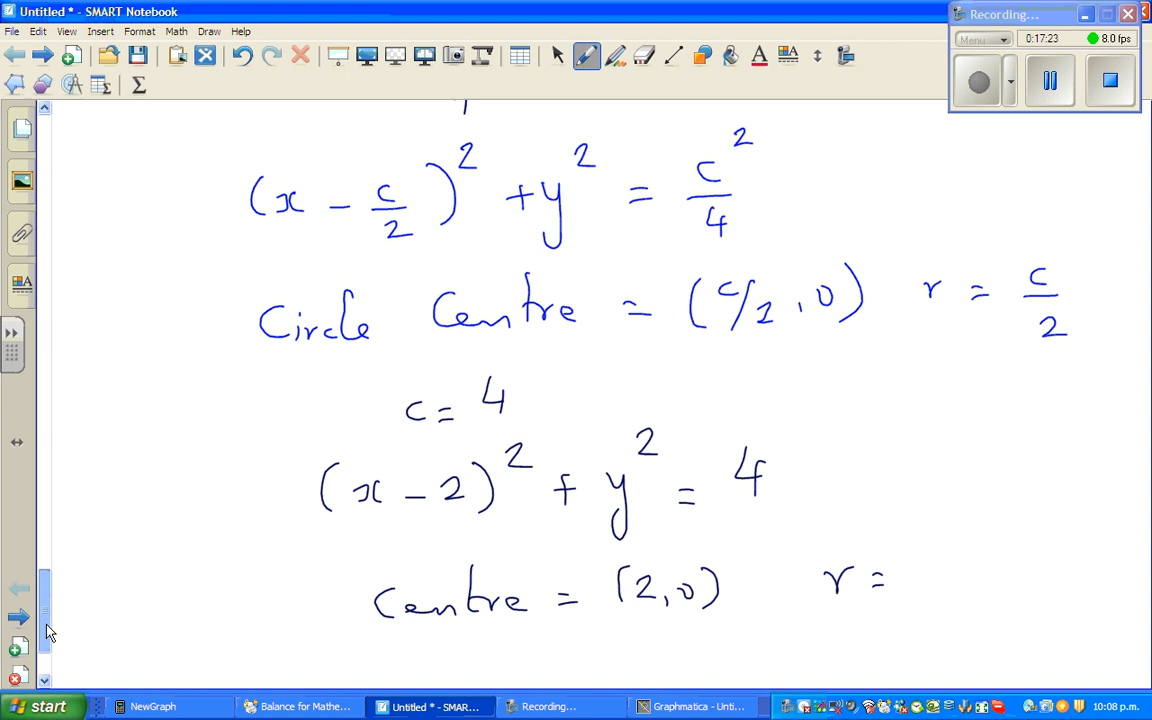 Untitled * - SMART Notebook
Recording...
File Edit View Insert Format Math Draw Help
Menu 0:17:23 8.0 fps
(x - c/2)² + y² = c²/4
Circle Centre = (c/2, 0) r = c/2
c = 4
(x - 2)² + y² = 4
Centre = (2,0) r =
start NewGraph Balance for Mathe... Untitled * - SMAR... Recording... Graphmatica - Unti... 10:08 p.m.